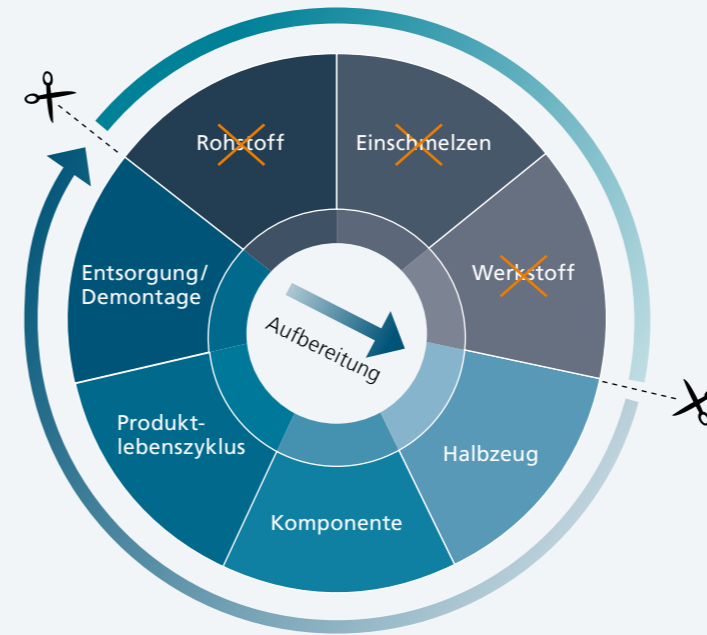 Rohstoff
Einschmelzen
Werkstoff
Entsorgung/
Demontage
Aufbereitung
Produkt-
lebenszyklus
Halbzeug
Komponente